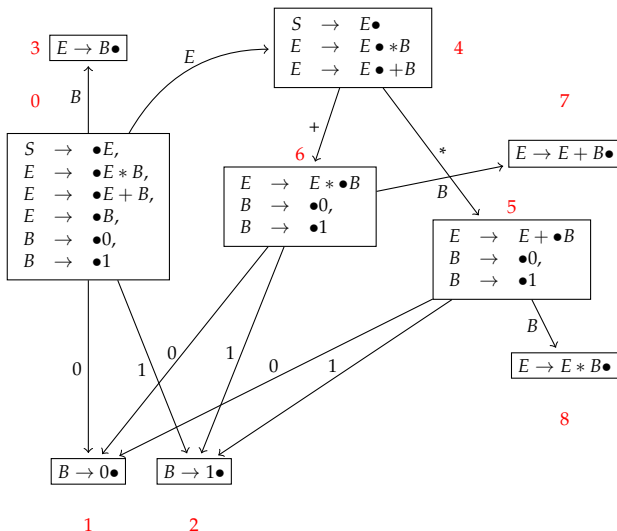 3
E → B●
E
S → E●
E → E● *B
E → E● +B
4
0
B
7
S → ●E,
E → ●E * B,
E → ●E + B,
E → ●B,
B → ●0,
B → ●1
+
*
6
E → E * ●B
B → ●0,
B → ●1
B
E → E + B●
5
E → E + ●B
B → ●0,
B → ●1
B
E → E * B●
8
0
1
0
1
0
1
B → 0●
B → 1●
1
2